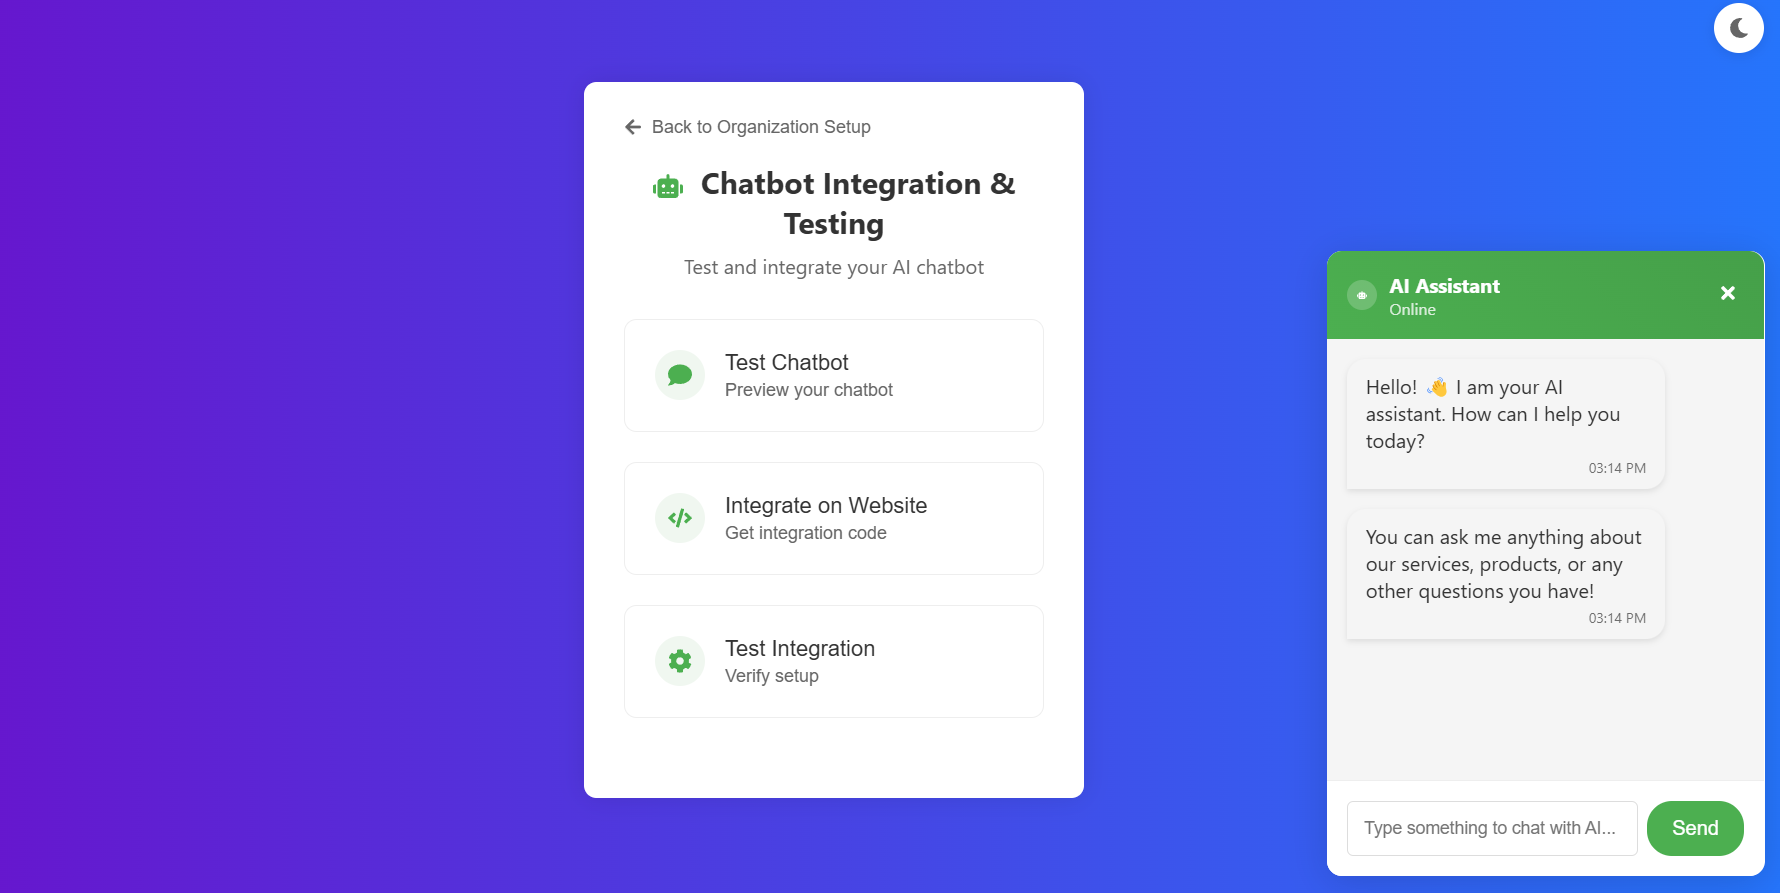 Back to Organization Setup
Chatbot Integration &
Testing
Test and integrate your AI chatbot
Test Chatbot
Preview your chatbot
Integrate on Website
Get integration code
Test Integration
Verify setup
AI Assistant
Online
Hello! 👋 I am your AI
assistant. How can I help you
today?
03:14 PM
You can ask me anything about
our services, products, or any
other questions you have!
03:14 PM
Type something to chat with AI...
Send